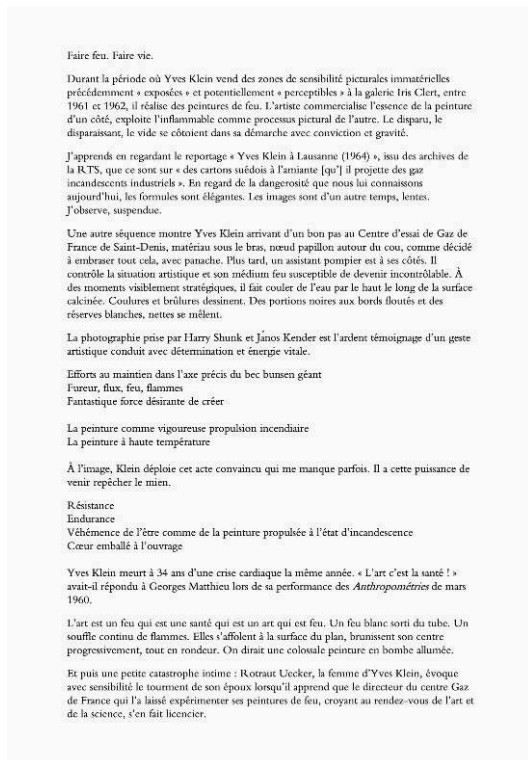 Faire feu. Faire vie.
Durant la période où Yves Klein vend des zones de sensibilité picturales immatérielles
précédemment « exposées » et potentiellement « perceptibles » à la galerie Iris Clert, entre
1961 et 1962, il réalise des peintures de feu. L'artiste commercialise l'essence de la peinture
d'un côté, exploite l'inflammable comme processus pictural de l'autre. Le disparu, le
disparaissant, le vide se côtoient dans sa démarche avec conviction et gravité.
J'apprends en regardant le reportage « Yves Klein à Lausanne (1964) », issu des archives de
la RTS, que ce sont sur « des cartons suédois à l'amiante [qu'] il projette des gaz
incandescents industriels ». En regard de la dangerosité que nous lui connaissons
aujourd'hui, les formules sont élégantes. Les images sont d'un autre temps, lentes.
J'observe, suspendue.
Une autre séquence montre Yves Klein arrivant d'un bon pas au Centre d'essai de Gaz de
France de Saint-Denis, matériau sous le bras, nœud papillon autour du cou, comme décidé
à embraser tout cela, avec panache. Plus tard, un assistant pompier est à ses côtés. Il
contrôle la situation artistique et son médium feu susceptible de devenir incontrôlable. À
des moments visiblement stratégiques, il fait couler de l'eau par le haut le long de la surface
calcinée. Coulures et brûlures dessinent. Des portions noires aux bords floutés et des
réserves blanches, nettes se mêlent.
La photographie prise par Harry Shunk et János Kender est l'ardent témoignage d'un geste
artistique conduit avec détermination et énergie vitale.
Efforts au maintien dans l'axe précis du bec bunsen géant
Fureur, flux, feu, flammes
Fantastique force désirante de créer
La peinture comme vigoureuse propulsion incendiaire
La peinture à haute température
À l'image, Klein déploie cet acte convaincu qui me manque parfois. Il a cette puissance de
venir repêcher le mien.
Résistance
Endurance
Véhémence de l'être comme de la peinture propulsée à l'état d'incandescence
Cœur emballé à l'ouvrage
Yves Klein meurt à 34 ans d'une crise cardiaque la même année. « L'art c'est la santé ! »
avait-il répondu à Georges Matthieu lors de sa performance des Anthropométries de mars
1960.
L'art est un feu qui est une santé qui est un art qui est feu. Un feu blanc sorti du tube. Un
souffle continu de flammes. Elles s'affolent à la surface du plan, brunissent son centre
progressivement, tout en rondeur. On dirait une colossale peinture en bombe allumée.
Et puis une petite catastrophe intime : Rotraut Uecker, la femme d'Yves Klein, évoque
avec sensibilité le tourment de son époux lorsqu'il apprend que le directeur du centre Gaz
de France qui l'a laissé expérimenter ses peintures de feu, croyant au rendez-vous de l'art et
de la science, s'en fait licencier.